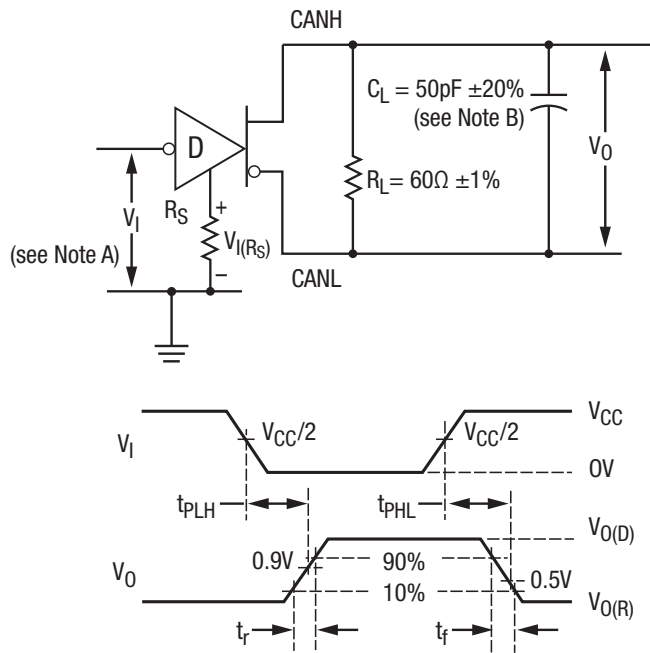 CANH
C_L = 50pF ±20%
(see Note B)
V_O
D
R_L = 60Ω ±1%
R_S
+
V_I
V_I(R_S)
(see Note A)
–
CANL
V_CC
V_I
V_CC/2
V_CC/2
0V
t_PLH
t_PHL
V_O(D)
0.9V
90%
V_O
10%
0.5V
V_O(R)
t_r
t_f